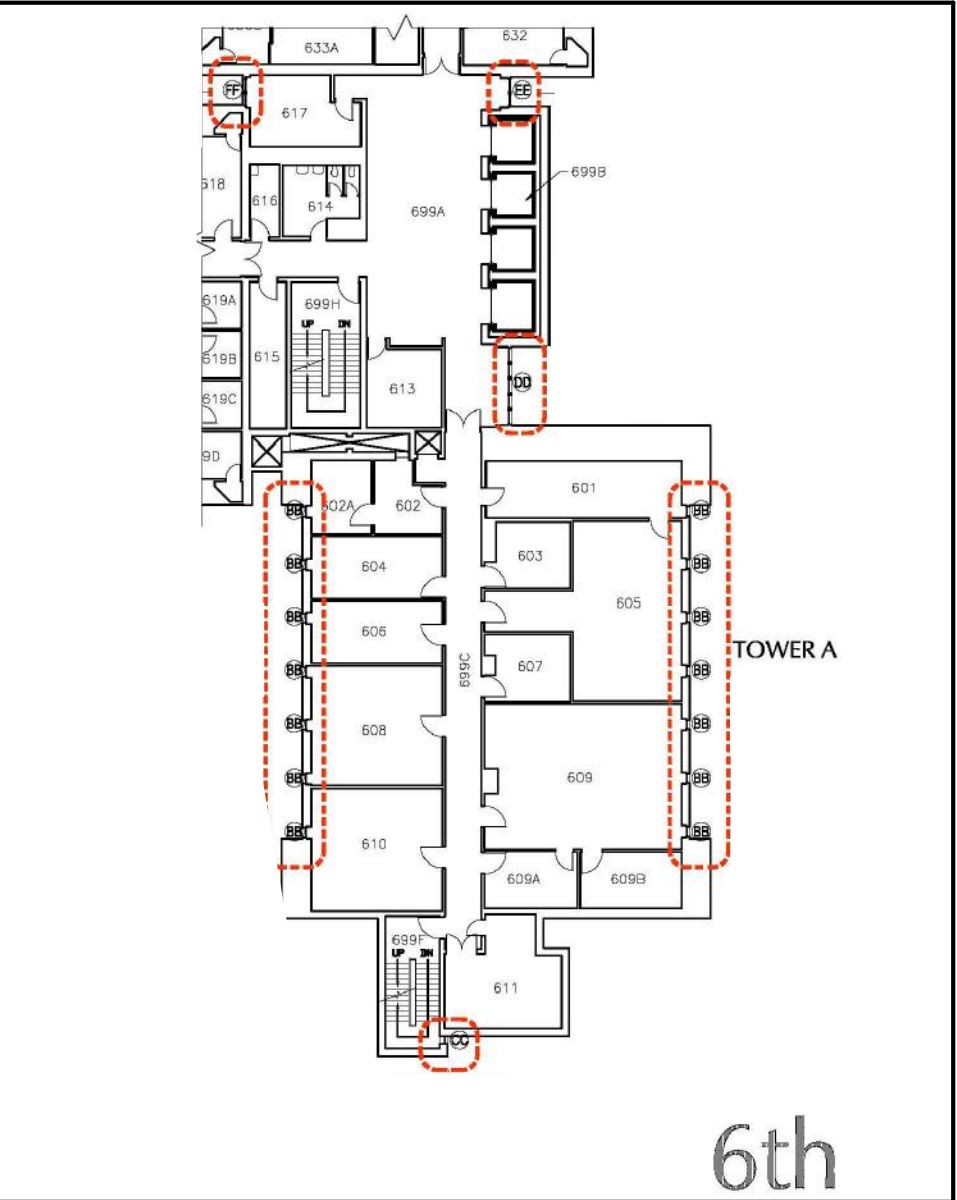 633A
632
FF
EE
617
699B
618
616
614
699A
619A
699H
UP DN
619B
615
613
DD
619C
9D
601
602A
602
BB
BB
603
604
BB
BB
605
606
BB
BB
TOWER A
607
699C
BB
BB
608
BB
BB
609
BB
BB
610
BB
BB
609A
609B
699F
UP DN
611
CC
6th